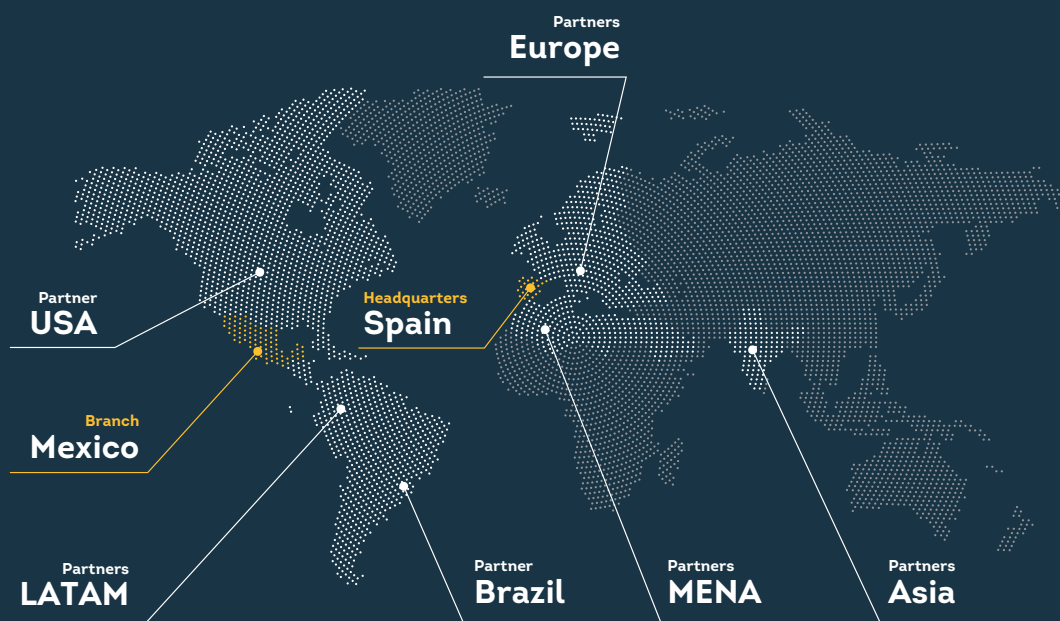 Partners
Europe
Partner
USA
Headquarters
Spain
Branch
Mexico
Partners
LATAM
Partner
Brazil
Partners
MENA
Partners
Asia